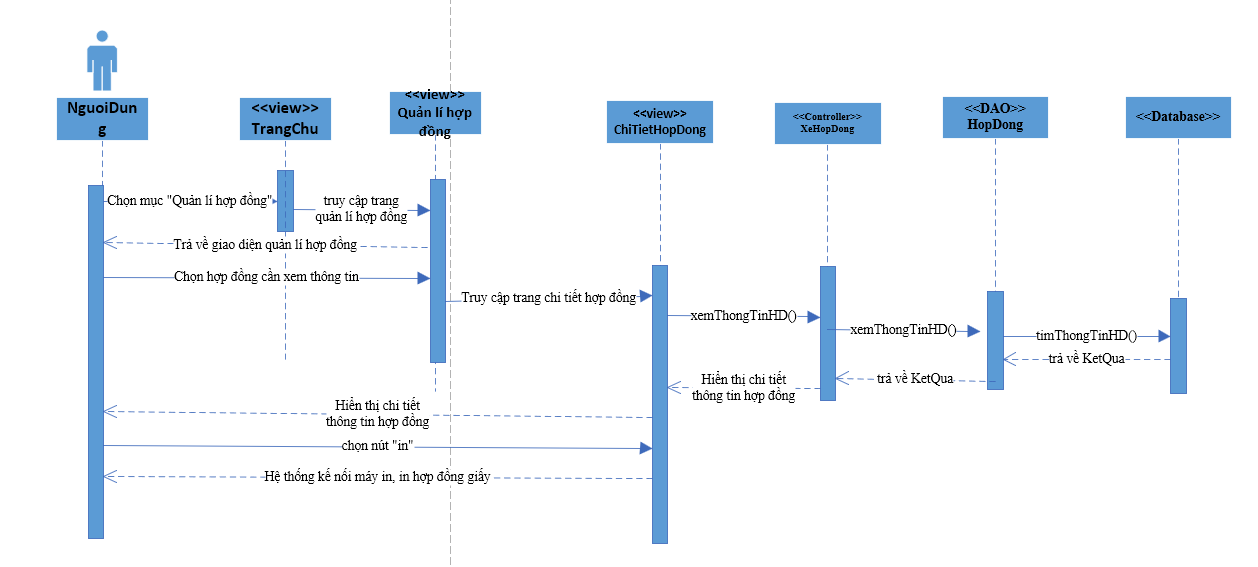 NguoiDun
g
<<view>>
TrangChu
<<view>>
Quản lí hợp
đồng
<<view>>
ChiTietHopDong
<<Controller>>
XeHopDong
<<DAO>>
HopDong
<<Database>>
Chọn mục "Quản lí hợp đồng"
truy cập trang
quản lí hợp đồng
Trả về giao diện quản lí hợp đồng
Chọn hợp đồng cần xem thông tin
Truy cập trang chi tiết hợp đồng
xemThongTinHD()
xemThongTinHD()
timThongTinHD()
trả về KetQua
trả về KetQua
Hiển thị chi tiết
thông tin hợp đồng
Hiển thị chi tiết
thông tin hợp đồng
chọn nút "in"
Hệ thống kế nối máy in, in hợp đồng giấy